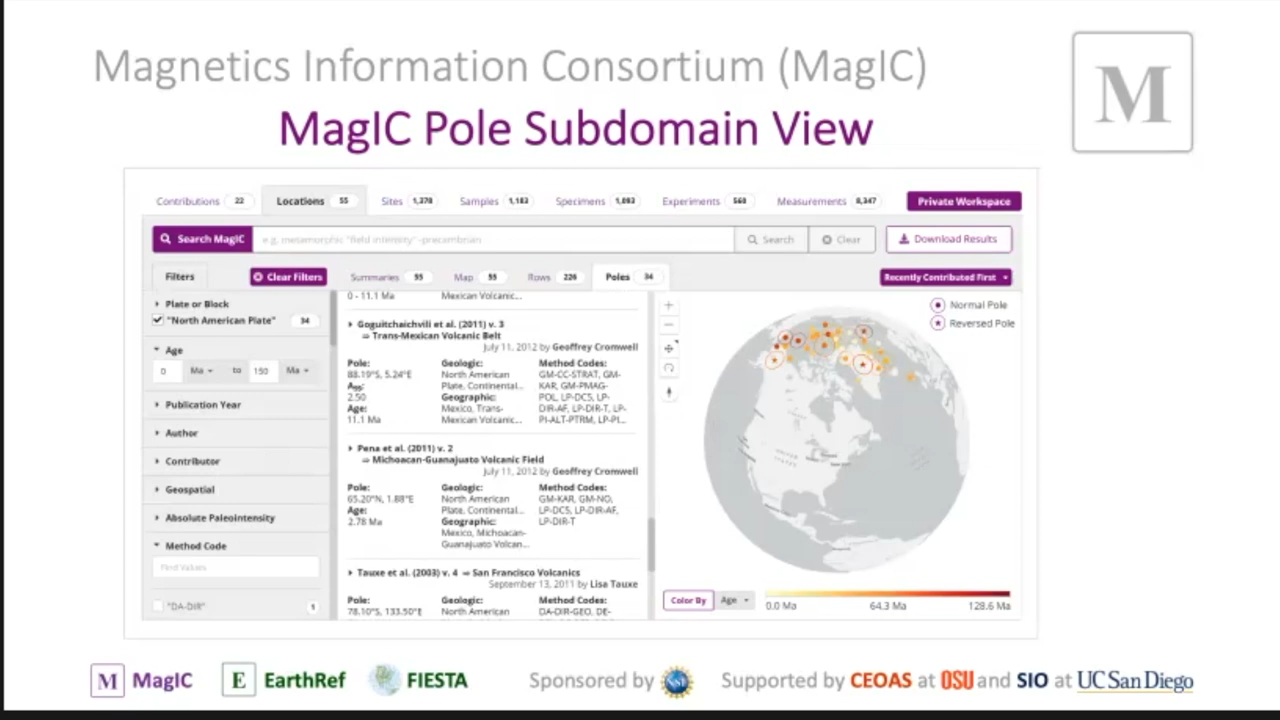 Magnetics Information Consortium (MagIC)
M
MagIC Pole Subdomain View
Contributions 22 Locations 55 Sites 1,270 Samples 1,183 Specimens 1,093 Experiments 560 Measurements 8,347 Private Workspace
Search MagIC e.g. metamorphic "field intensity" -precambrian Search Clear Download Results
Filters Clear Filters Summaries 55 Map 55 Rows 226 Poles 34 Recently Contributed First
Plate or Block
"North American Plate" 34
Age
0 Ma to 150 Ma
Publication Year
Author
Contributor
Geospatial
Absolute Paleointensity
Method Code
Find Values
"DA-DIR" 1
0 - 11.1 Ma Mexican Volcanic...
Goguitchaichvili et al. (2011) v. 3
⇒ Trans-Mexican Volcanic Belt
July 11, 2012 by Geoffrey Cromwell
Pole: Geologic: Method Codes:
88.19°S, 5.24°E North American GM-CC-STRAT, GM-
A95: Plate, Continental... KAR, GM-PMAG-
2.50 Geographic: POL, LP-DC5, LP-
Age: Mexico, Trans- DIR-AF, LP-DIR-T, LP-
11.1 Ma Mexican Volcanic... PI-ALT-PTRM, LP-PI...
Pena et al. (2011) v. 2
⇒ Michoacan-Guanajuato Volcanic Field
July 11, 2012 by Geoffrey Cromwell
Pole: Geologic: Method Codes:
65.20°N, 1.88°E North American GM-KAR, GM-NO,
Age: Plate, Continental... LP-DC5, LP-DIR-AF,
2.78 Ma Geographic: LP-DIR-T
Mexico, Michoacan-
Guanajuato Volcan...
Tauxe et al. (2003) v. 4 ⇒ San Francisco Volcanics
September 13, 2011 by Lisa Tauxe
Pole: Geologic: Method Codes:
78.10°S, 133.50°E North American DA-DIR-GEO, DE-
Normal Pole
Reversed Pole
UNITED
STATES
Color By Age 0.0 Ma 64.3 Ma 128.6 Ma
M MagIC E EarthRef FIESTA Sponsored by NSF Supported by CEOAS at OSU and SIO at UC San Diego